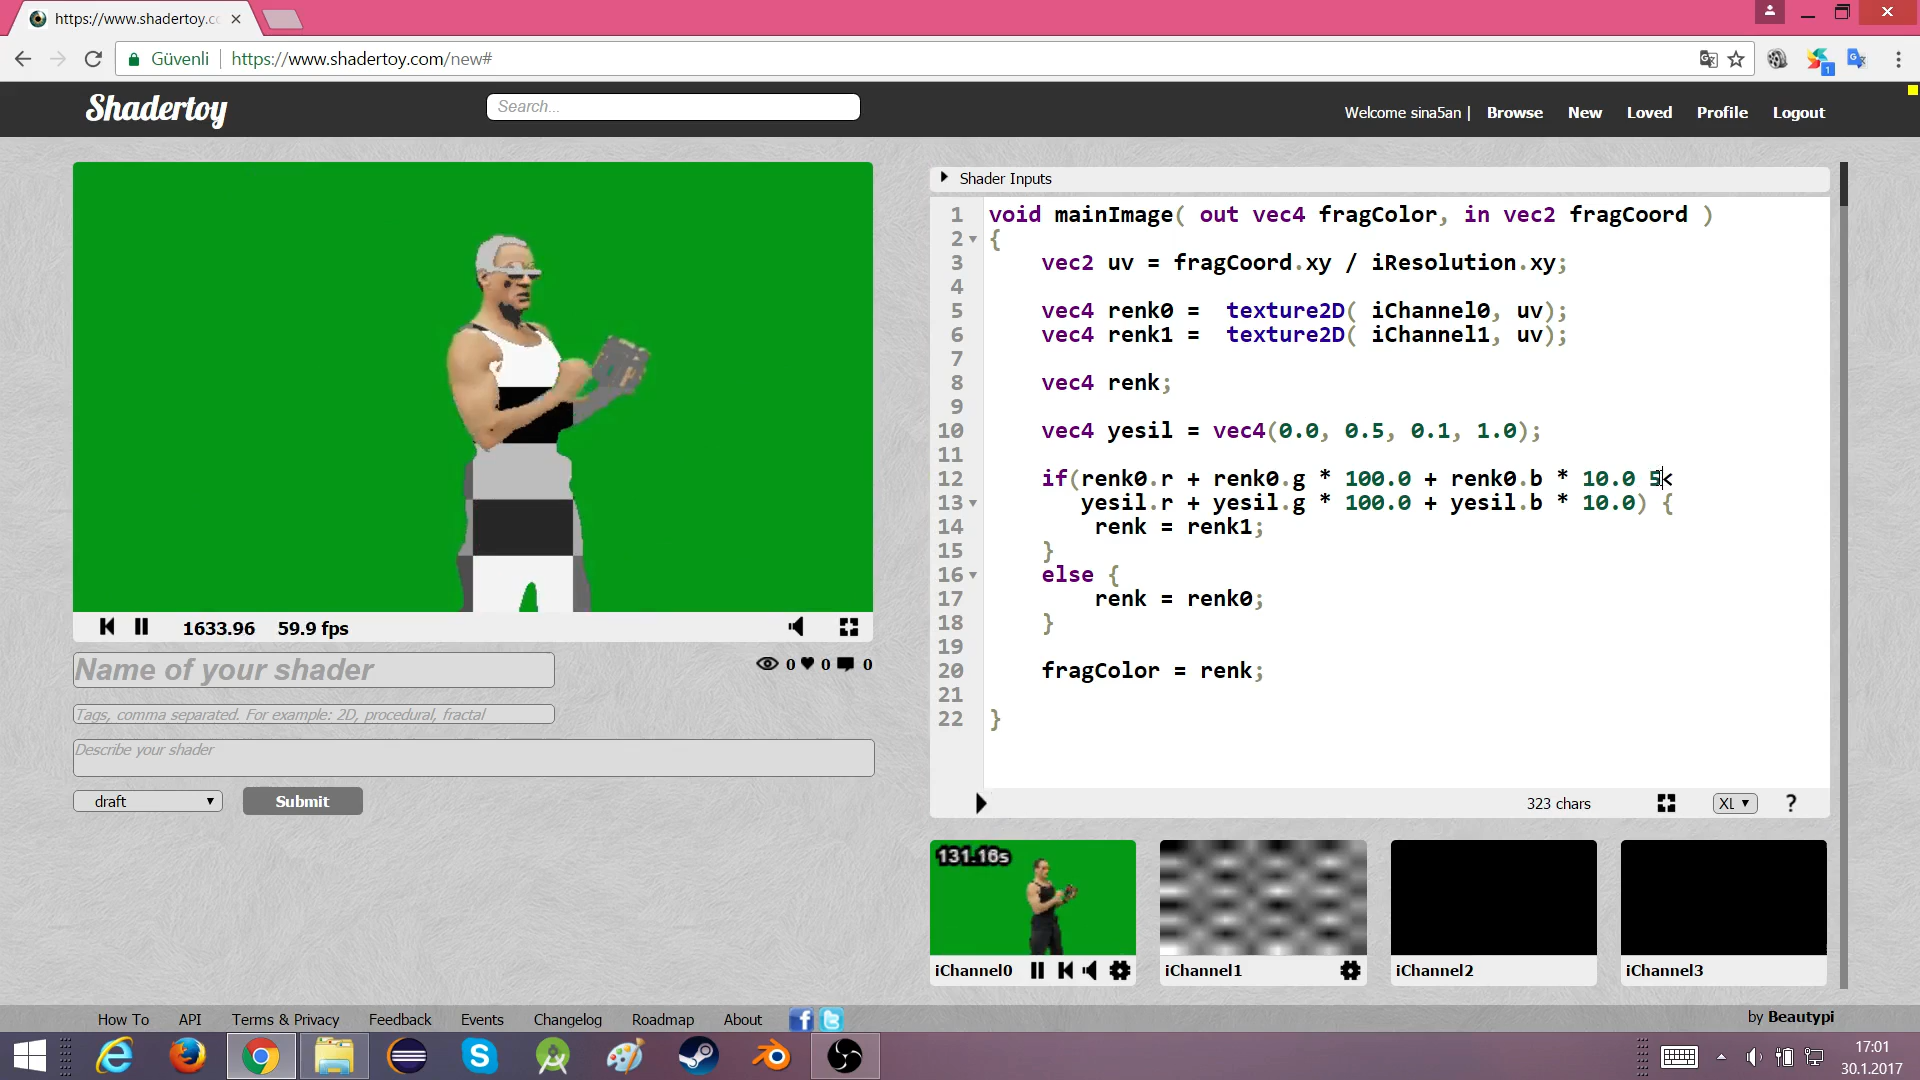 https://www.shadertoy.c
Güvenli
https://www.shadertoy.com/new#
1
Shadertoy
Search...
Welcome sina5an |
Browse
New
Loved
Profile
Logout
Shader Inputs
1 void mainImage( out vec4 fragColor, in vec2 fragCoord )
2 {
3 vec2 uv = fragCoord.xy / iResolution.xy;
4
5 vec4 renk0 = texture2D( iChannel0, uv);
6 vec4 renk1 = texture2D( iChannel1, uv);
7
8 vec4 renk;
9
10 vec4 yesil = vec4(0.0, 0.5, 0.1, 1.0);
11
12 if(renk0.r + renk0.g * 100.0 + renk0.b * 10.0 5<
13 yesil.r + yesil.g * 100.0 + yesil.b * 10.0) {
14 renk = renk1;
15 }
16 else {
17 renk = renk0;
18 }
19
20 fragColor = renk;
21
22 }
1633.96
59.9 fps
Name of your shader
0
0
0
Tags, comma separated. For example: 2D, procedural, fractal
Describe your shader
draft
Submit
323 chars
XL
?
131.16s
iChannel0
iChannel1
iChannel2
iChannel3
How To
API
Terms & Privacy
Feedback
Events
Changelog
Roadmap
About
by Beautypi
17:01
30.1.2017